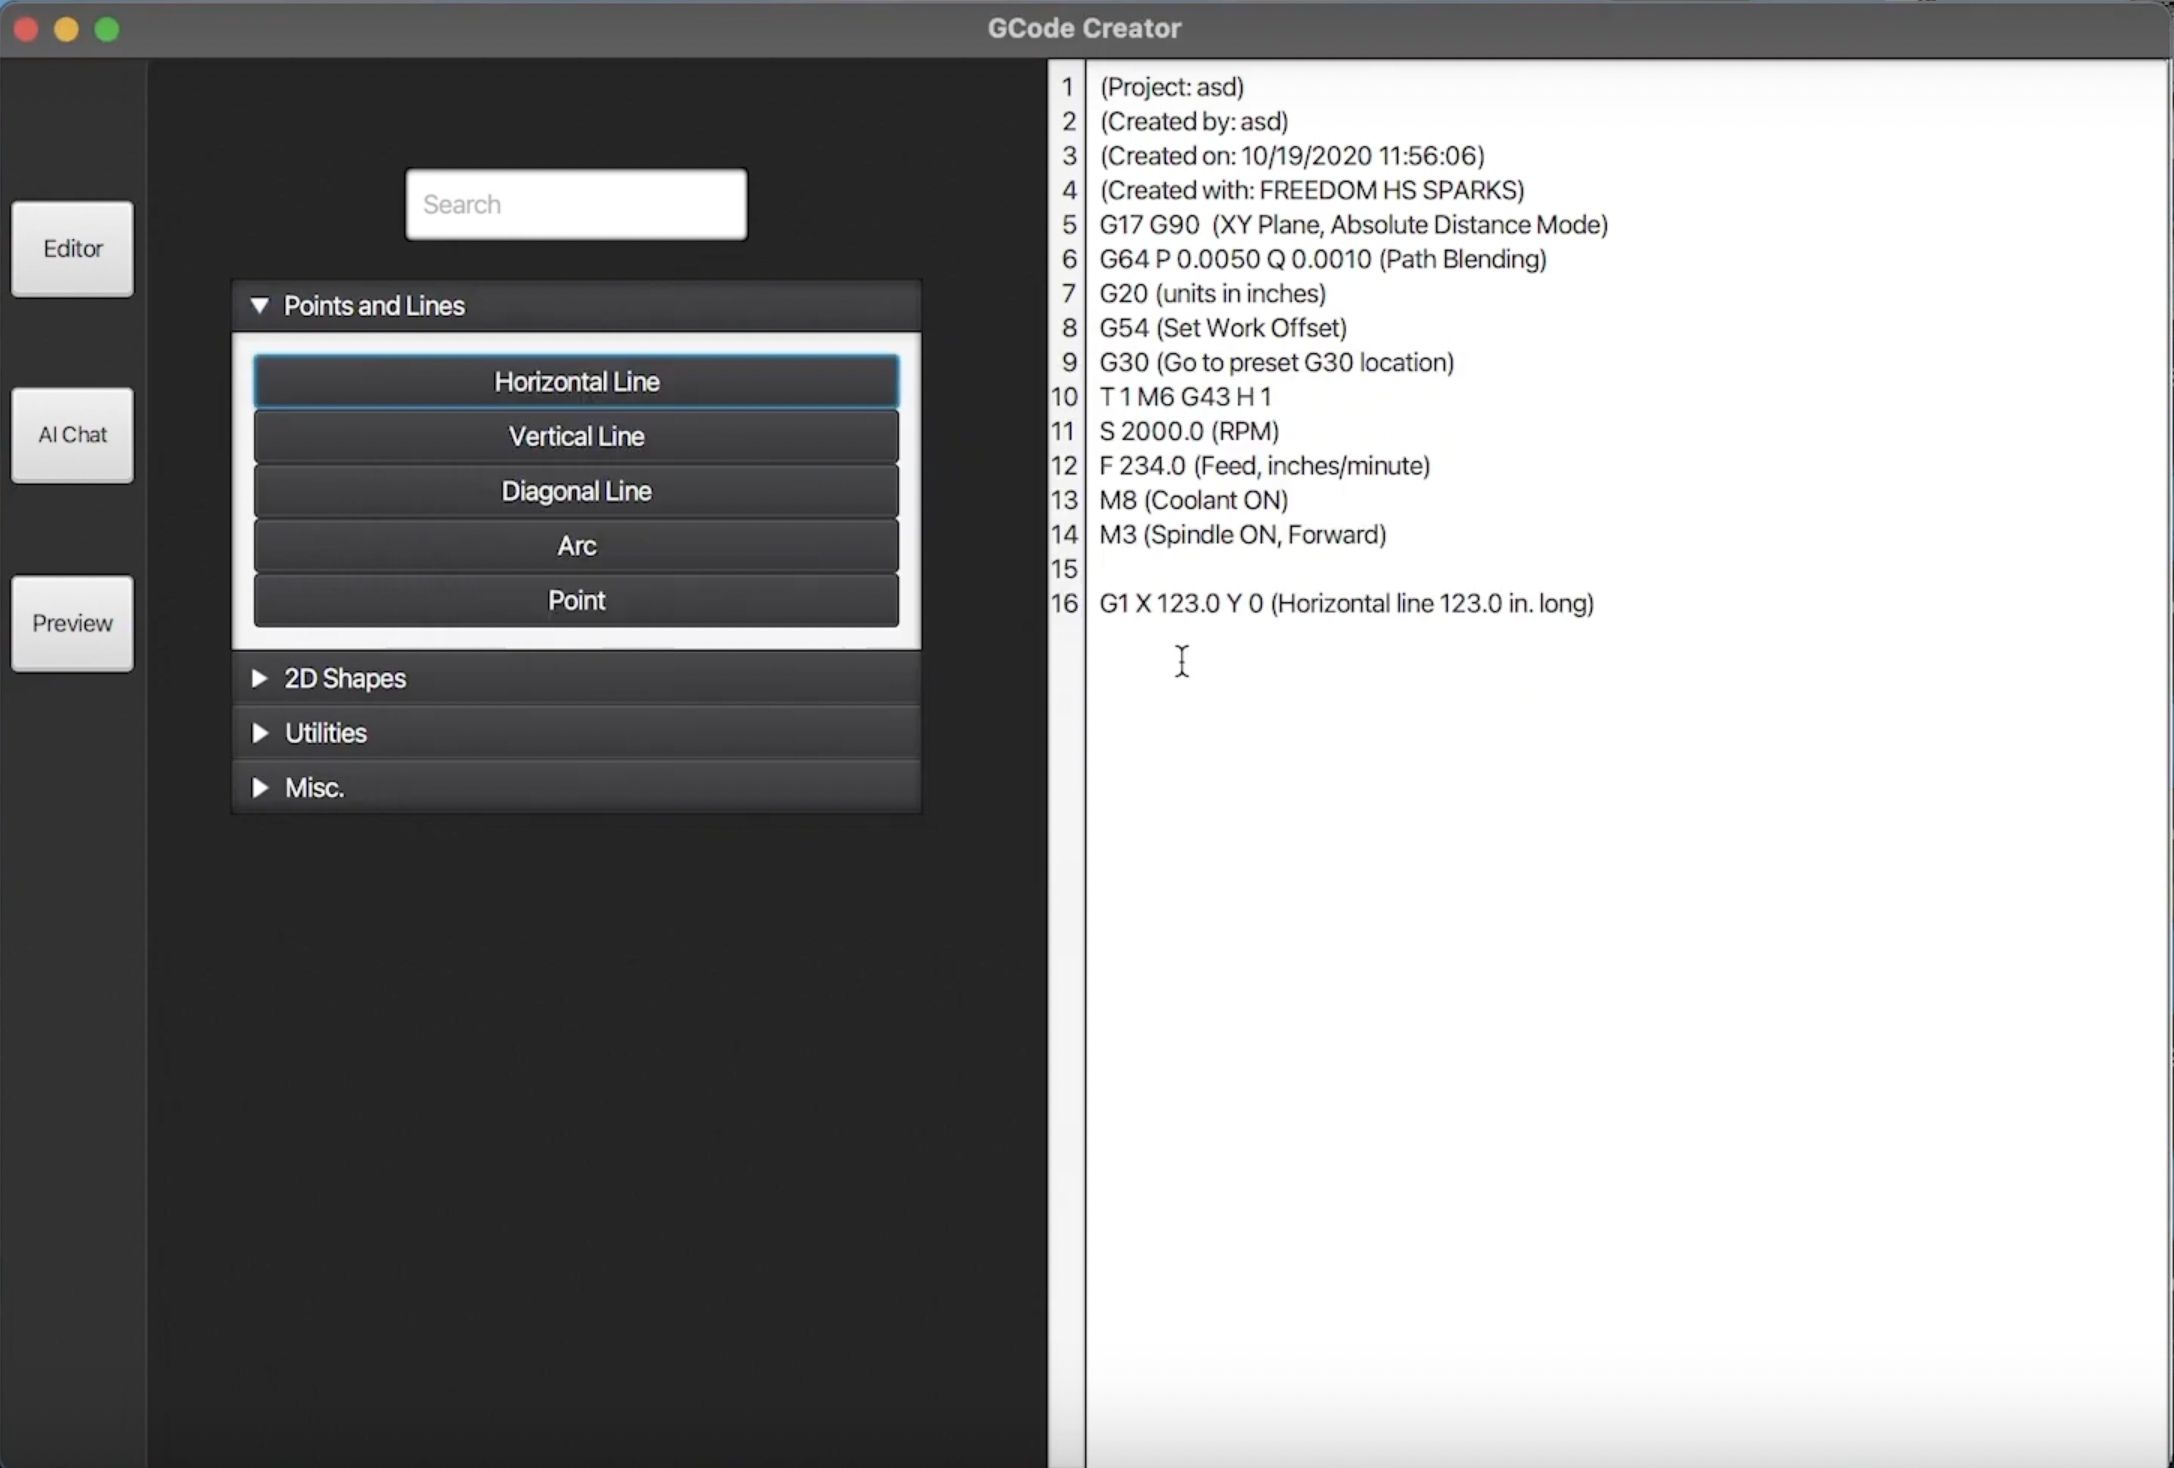 GCode Creator
Editor
AI Chat
Preview
Search
Points and Lines
Horizontal Line
Vertical Line
Diagonal Line
Arc
Point
2D Shapes
Utilities
Misc.
1 (Project: asd)
2 (Created by: asd)
3 (Created on: 10/19/2020 11:56:06)
4 (Created with: FREEDOM HS SPARKS)
5 G17 G90  (XY Plane, Absolute Distance Mode)
6 G64 P 0.0050 Q 0.0010 (Path Blending)
7 G20 (units in inches)
8 G54 (Set Work Offset)
9 G30 (Go to preset G30 location)
10 T 1 M6 G43 H 1
11 S 2000.0 (RPM)
12 F 234.0 (Feed, inches/minute)
13 M8 (Coolant ON)
14 M3 (Spindle ON, Forward)
15
16 G1 X 123.0 Y 0 (Horizontal line 123.0 in. long)